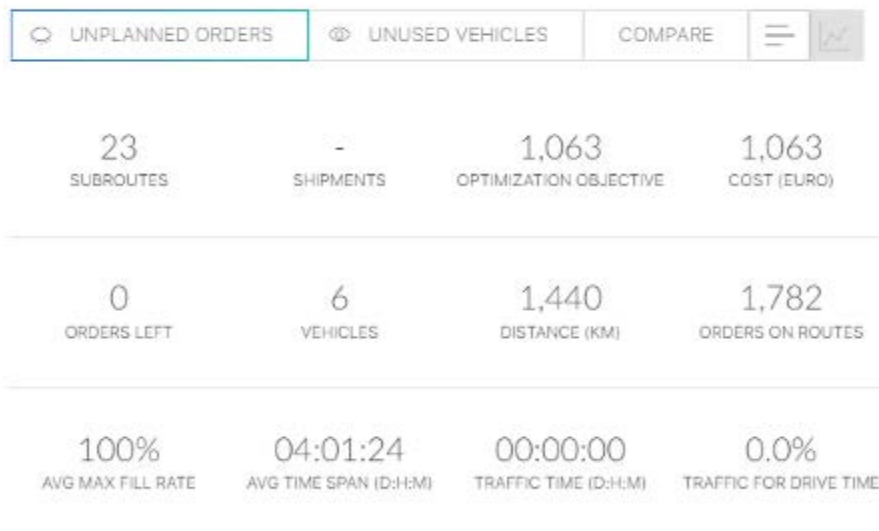 UNPLANNED ORDERS UNUSED VEHICLES COMPARE
23 - 1,063 1,063
SUBROUTES SHIPMENTS OPTIMIZATION OBJECTIVE COST (EURO)
0 6 1,440 1,782
ORDERS LEFT VEHICLES DISTANCE (KM) ORDERS ON ROUTES
100% 04:01:24 00:00:00 0.0%
AVG MAX FILL RATE AVG TIME SPAN (D:H:M) TRAFFIC TIME (D:H:M) TRAFFIC FOR DRIVE TIME